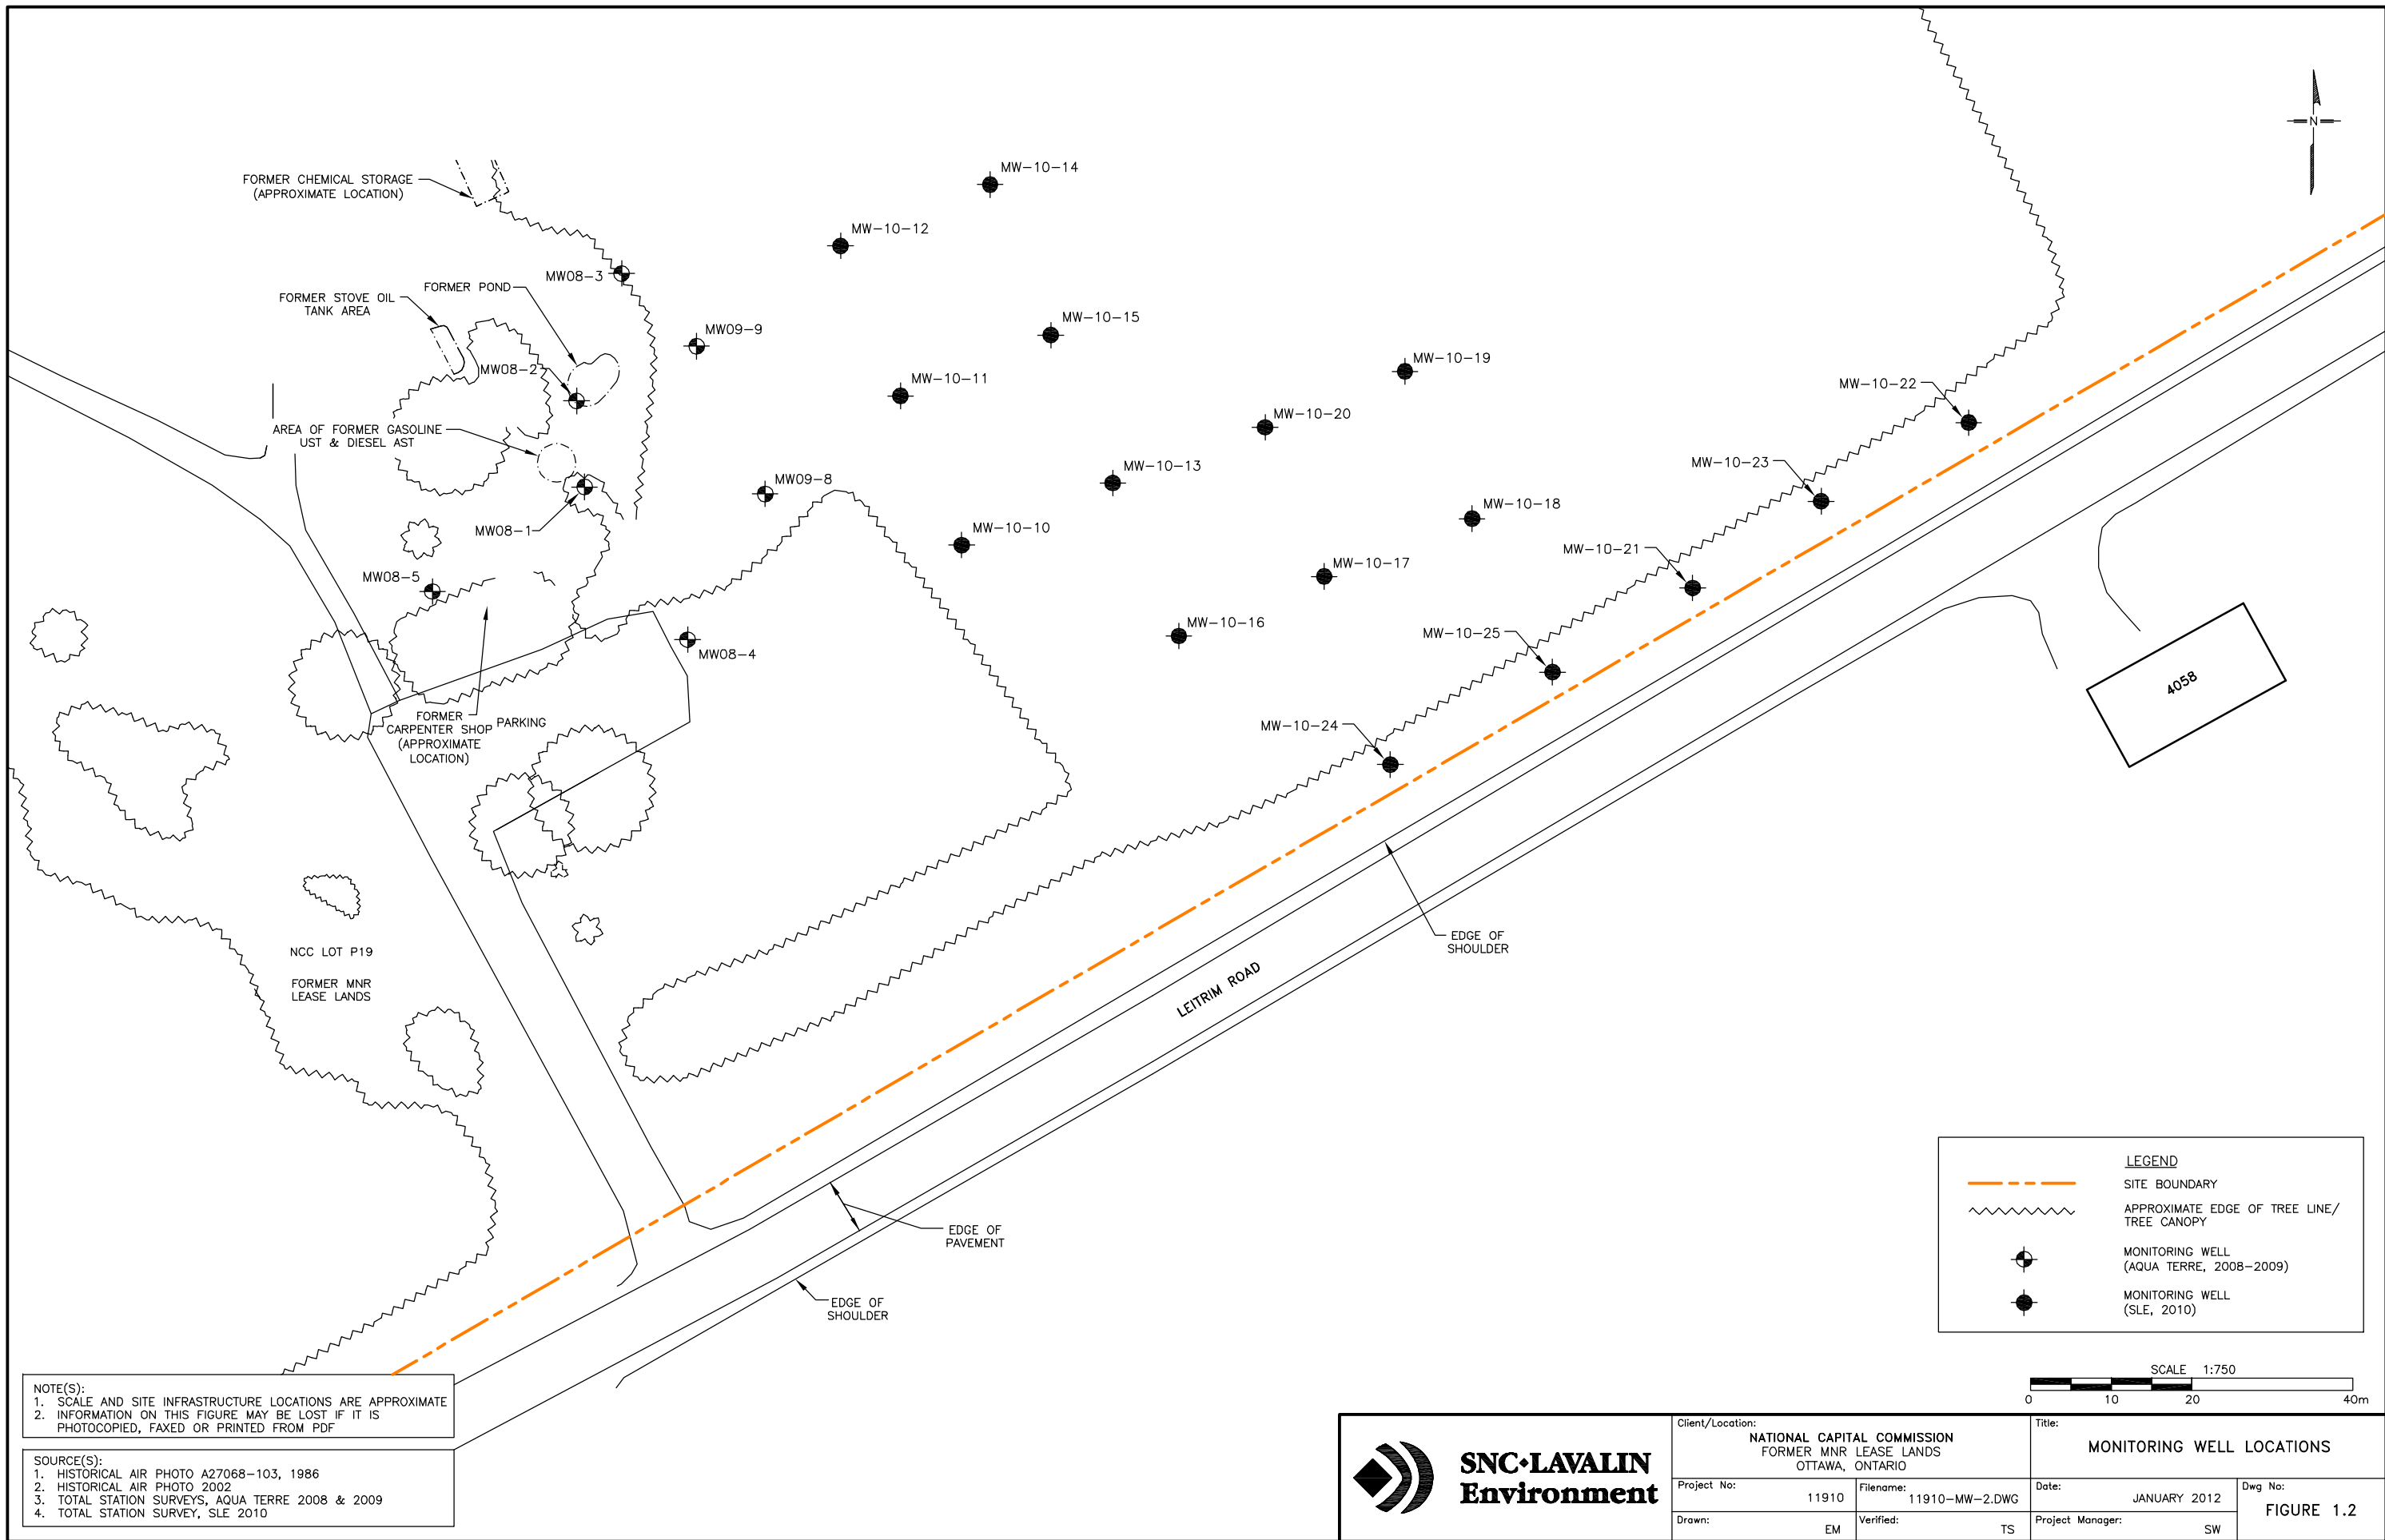 MW-10-14
N
FORMER CHEMICAL STORAGE
(APPROXIMATE LOCATION)
MW-10-12
MW08-3
FORMER POND
FORMER STOVE OIL
TANK AREA
MW09-9
MW-10-15
MW08-2
MW-10-11
MW-10-19
MW-10-22
MW-10-20
AREA OF FORMER GASOLINE
UST & DIESEL AST
MW-10-13
MW-10-23
MW09-8
MW08-1
MW-10-10
MW-10-18
MW-10-21
MW08-5
MW-10-17
MW-10-16
MW-10-25
MW08-4
4058
FORMER
CARPENTER SHOP
(APPROXIMATE
LOCATION)
PARKING
MW-10-24
EDGE OF
SHOULDER
NCC LOT P19
FORMER MNR
LEASE LANDS
LEITRIM ROAD
EDGE OF
PAVEMENT
EDGE OF
SHOULDER
LEGEND
SITE BOUNDARY
APPROXIMATE EDGE OF TREE LINE/
TREE CANOPY
MONITORING WELL
(AQUA TERRE, 2008-2009)
MONITORING WELL
(SLE, 2010)
SCALE 1:750
0 10 20 40m
NOTE(S):
1. SCALE AND SITE INFRASTRUCTURE LOCATIONS ARE APPROXIMATE
2. INFORMATION ON THIS FIGURE MAY BE LOST IF IT IS
PHOTOCOPIED, FAXED OR PRINTED FROM PDF
SOURCE(S):
1. HISTORICAL AIR PHOTO A27068-103, 1986
2. HISTORICAL AIR PHOTO 2002
3. TOTAL STATION SURVEYS, AQUA TERRE 2008 & 2009
4. TOTAL STATION SURVEY, SLE 2010
SNC•LAVALIN
Environment
Client/Location:
NATIONAL CAPITAL COMMISSION
FORMER MNR LEASE LANDS
OTTAWA, ONTARIO
Title:
MONITORING WELL LOCATIONS
Project No:
11910
Filename:
11910-MW-2.DWG
Date:
JANUARY 2012
Dwg No:
FIGURE 1.2
Drawn:
EM
Verified:
TS
Project Manager:
SW